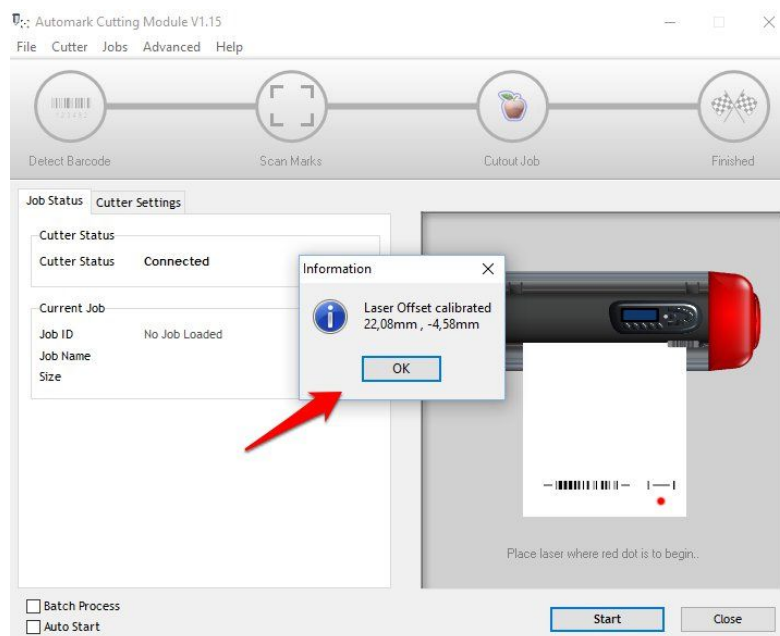 Automark Cutting Module V1.15
File Cutter Jobs Advanced Help
Detect Barcode
Scan Marks
Cutout Job
Finished
Job Status
Cutter Settings
Cutter Status
Cutter Status Connected
Current Job
Job ID No Job Loaded
Job Name
Size
Information
Laser Offset calibrated
22,08mm , -4,58mm
OK
Place laser where red dot is to begin..
Batch Process
Auto Start
Start
Close